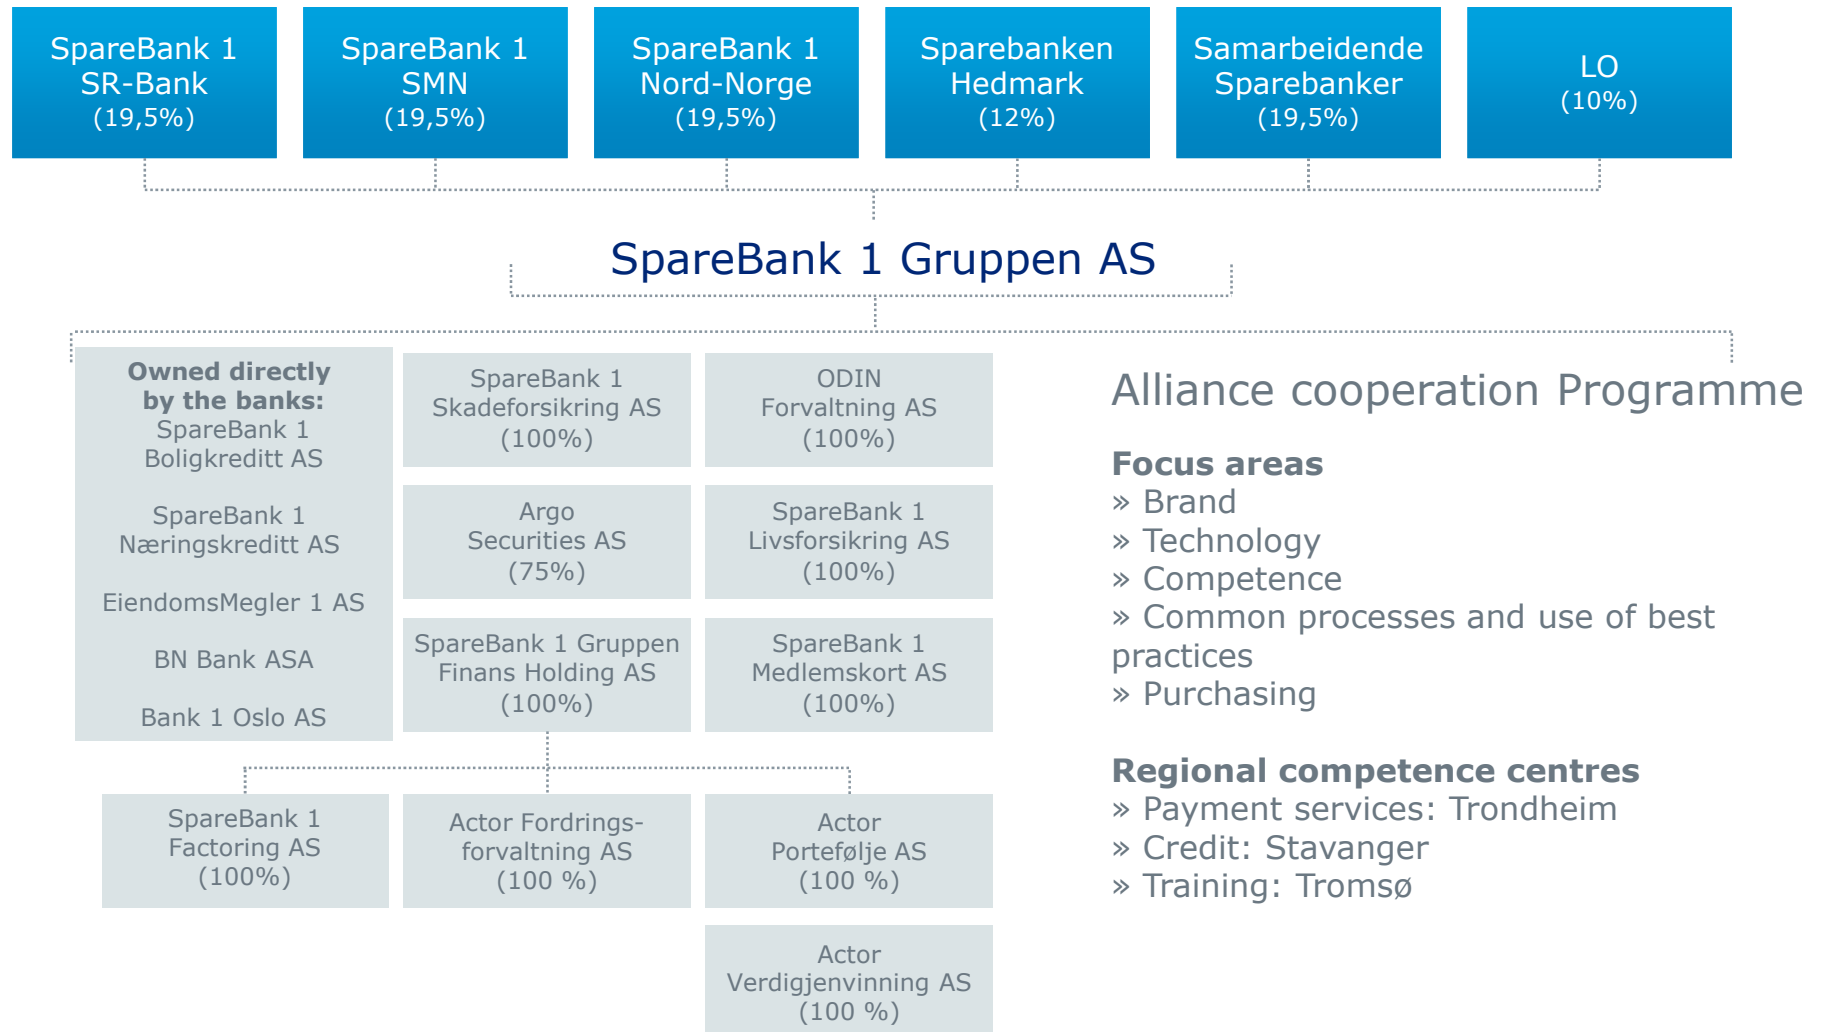 SpareBank 1
SR-Bank
(19,5%)
SpareBank 1
SMN
(19,5%)
SpareBank 1
Nord-Norge
(19,5%)
Sparebanken
Hedmark
(12%)
Samarbeidende
Sparebanker
(19,5%)
LO
(10%)
SpareBank 1 Gruppen AS
Owned directly
by the banks:
SpareBank 1
Boligkreditt AS
SpareBank 1
Næringskreditt AS
EiendomsMegler 1 AS
BN Bank ASA
Bank 1 Oslo AS
SpareBank 1
Skadeforsikring AS
(100%)
ODIN
Forvaltning AS
(100%)
Argo
Securities AS
(75%)
SpareBank 1
Livsforsikring AS
(100%)
SpareBank 1 Gruppen
Finans Holding AS
(100%)
SpareBank 1
Medlemskort AS
(100%)
SpareBank 1
Factoring AS
(100%)
Actor Fordrings-
forvaltning AS
(100 %)
Actor
Portefølje AS
(100 %)
Actor
Verdigjenvinning AS
(100 %)
Alliance cooperation Programme
Focus areas
» Brand
» Technology
» Competence
» Common processes and use of best
practices
» Purchasing
Regional competence centres
» Payment services: Trondheim
» Credit: Stavanger
» Training: Tromsø